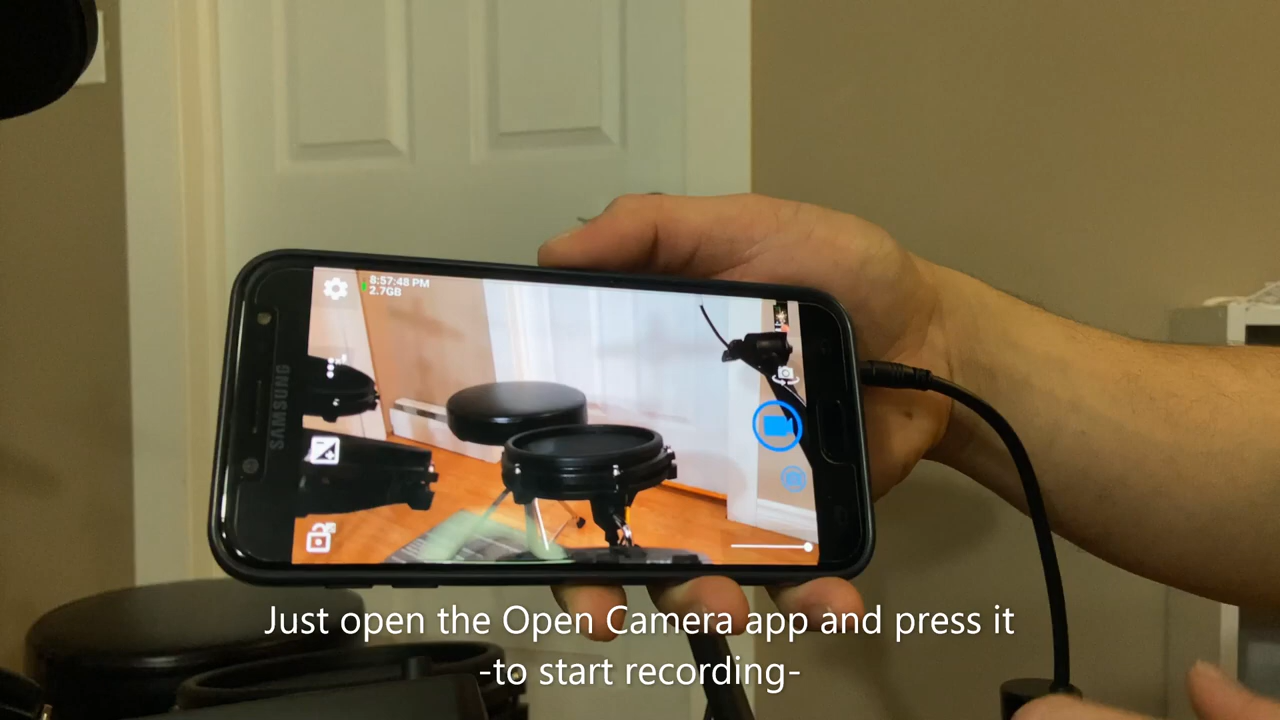 8:57:48 PM
2.7GB
SAMSUNG
Just open the Open Camera app and press it
-to start recording-